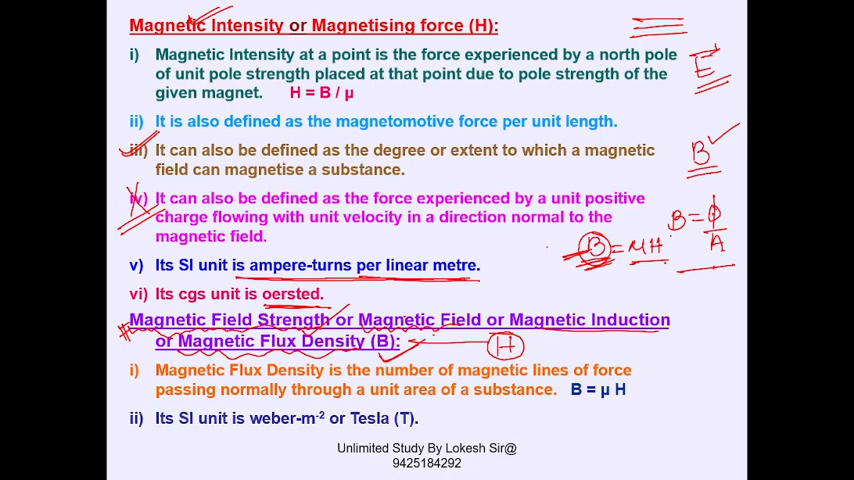 Magnetic Intensity or Magnetising force (H):
i) Magnetic Intensity at a point is the force experienced by a north pole
of unit pole strength placed at that point due to pole strength of the
given magnet. H = B / µ
E
ii) It is also defined as the magnetomotive force per unit length.
iii) It can also be defined as the degree or extent to which a magnetic
field can magnetise a substance.
B
iv) It can also be defined as the force experienced by a unit positive
charge flowing with unit velocity in a direction normal to the
magnetic field.
B = ϕ/A
B = µH
v) Its SI unit is ampere-turns per linear metre.
vi) Its cgs unit is oersted.
Magnetic Field Strength or Magnetic Field or Magnetic Induction
or Magnetic Flux Density (B):
H
i) Magnetic Flux Density is the number of magnetic lines of force
passing normally through a unit area of a substance. B = µ H
ii) Its SI unit is weber-m⁻² or Tesla (T).
Unlimited Study By Lokesh Sir@
9425184292